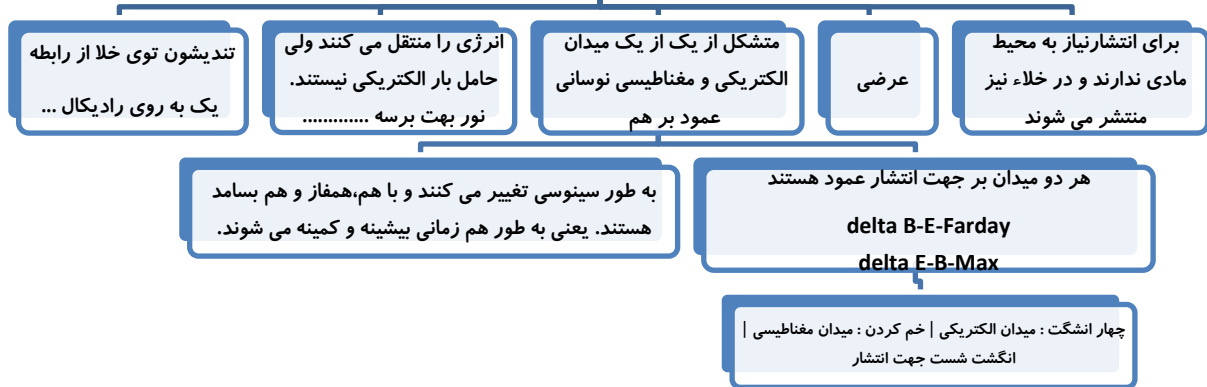 برای انتشارنیاز به محیط
مادی ندارند و در خلاء نیز
منتشر می شوند
عرضی
متشکل از یک از یک میدان
الکتریکی و مغناطیسی نوسانی
عمود بر هم
انرژی را منتقل می کنند ولی
حامل بار الکتریکی نیستند.
نور بهت برسه .............
تندیشون توی خلا از رابطه
یک به روی رادیکال ...
هر دو میدان بر جهت انتشار عمود هستند
delta B-E-Farday
delta E-B-Max
به طور سینوسی تغییر می کنند و با هم,همفاز و هم بسامد
هستند. یعنی به طور هم زمانی بیشینه و کمینه می شوند.
چهار انشگت : میدان الکتریکی | خم کردن : میدان مغناطیسی |
انگشت شست جهت انتشار